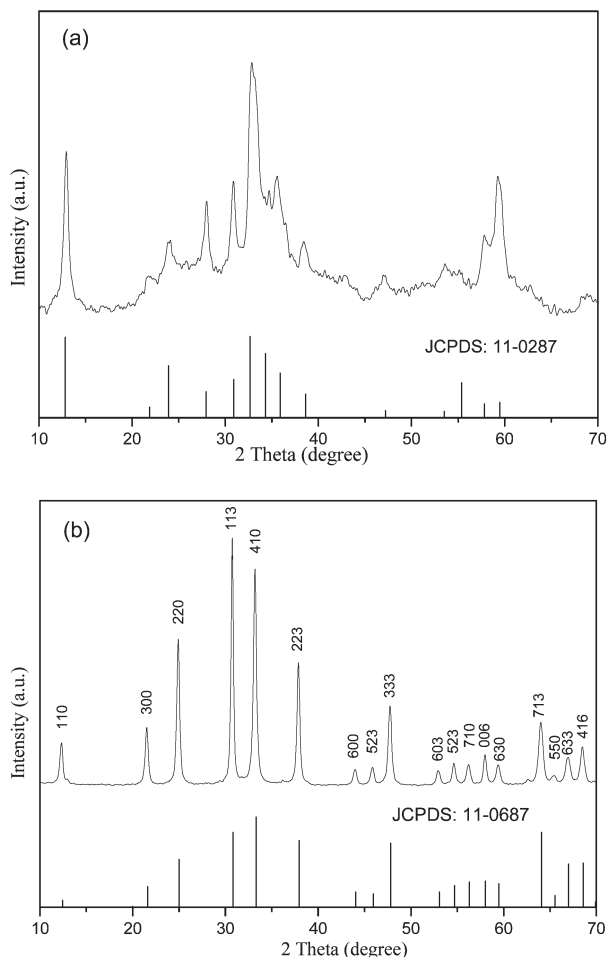 (a)
Intensity (a.u.)
JCPDS: 11-0287
10 20 30 40 50 60 70
2 Theta (degree)
(b)
Intensity (a.u.)
110
300
220
113
410
223
600
523
333
603
523
710
006
630
713
550
633
416
JCPDS: 11-0687
10 20 30 40 50 60 70
2 Theta (degree)